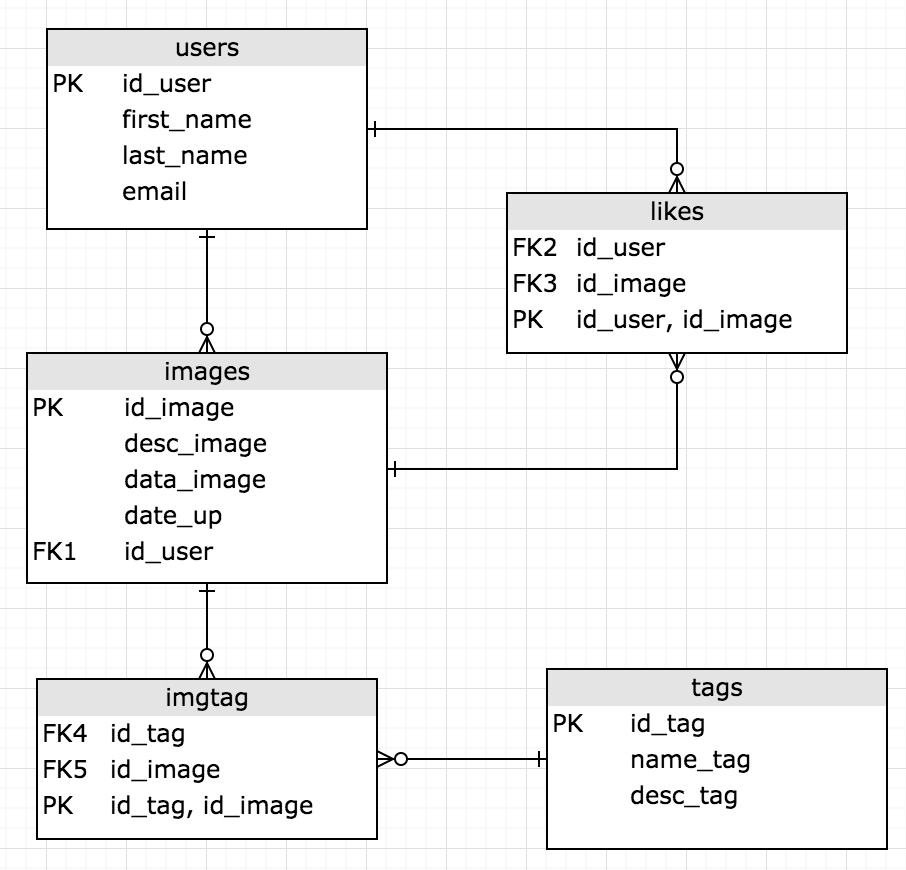 users
PK id_user
first_name
last_name
email
likes
FK2 id_user
FK3 id_image
PK id_user, id_image
images
PK id_image
desc_image
data_image
date_up
FK1 id_user
imgtag
FK4 id_tag
FK5 id_image
PK id_tag, id_image
tags
PK id_tag
name_tag
desc_tag